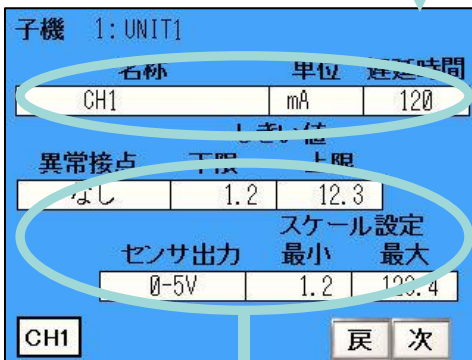 子機 1:UNIT1
名称 単位 遅延時間
CH1 mA 120
しきい値
異常接点 下限 上限
なし 1.2 12.3
スケール設定
センサ出力 最小 最大
0-5V 1.2 123.4
CH1 戻 次